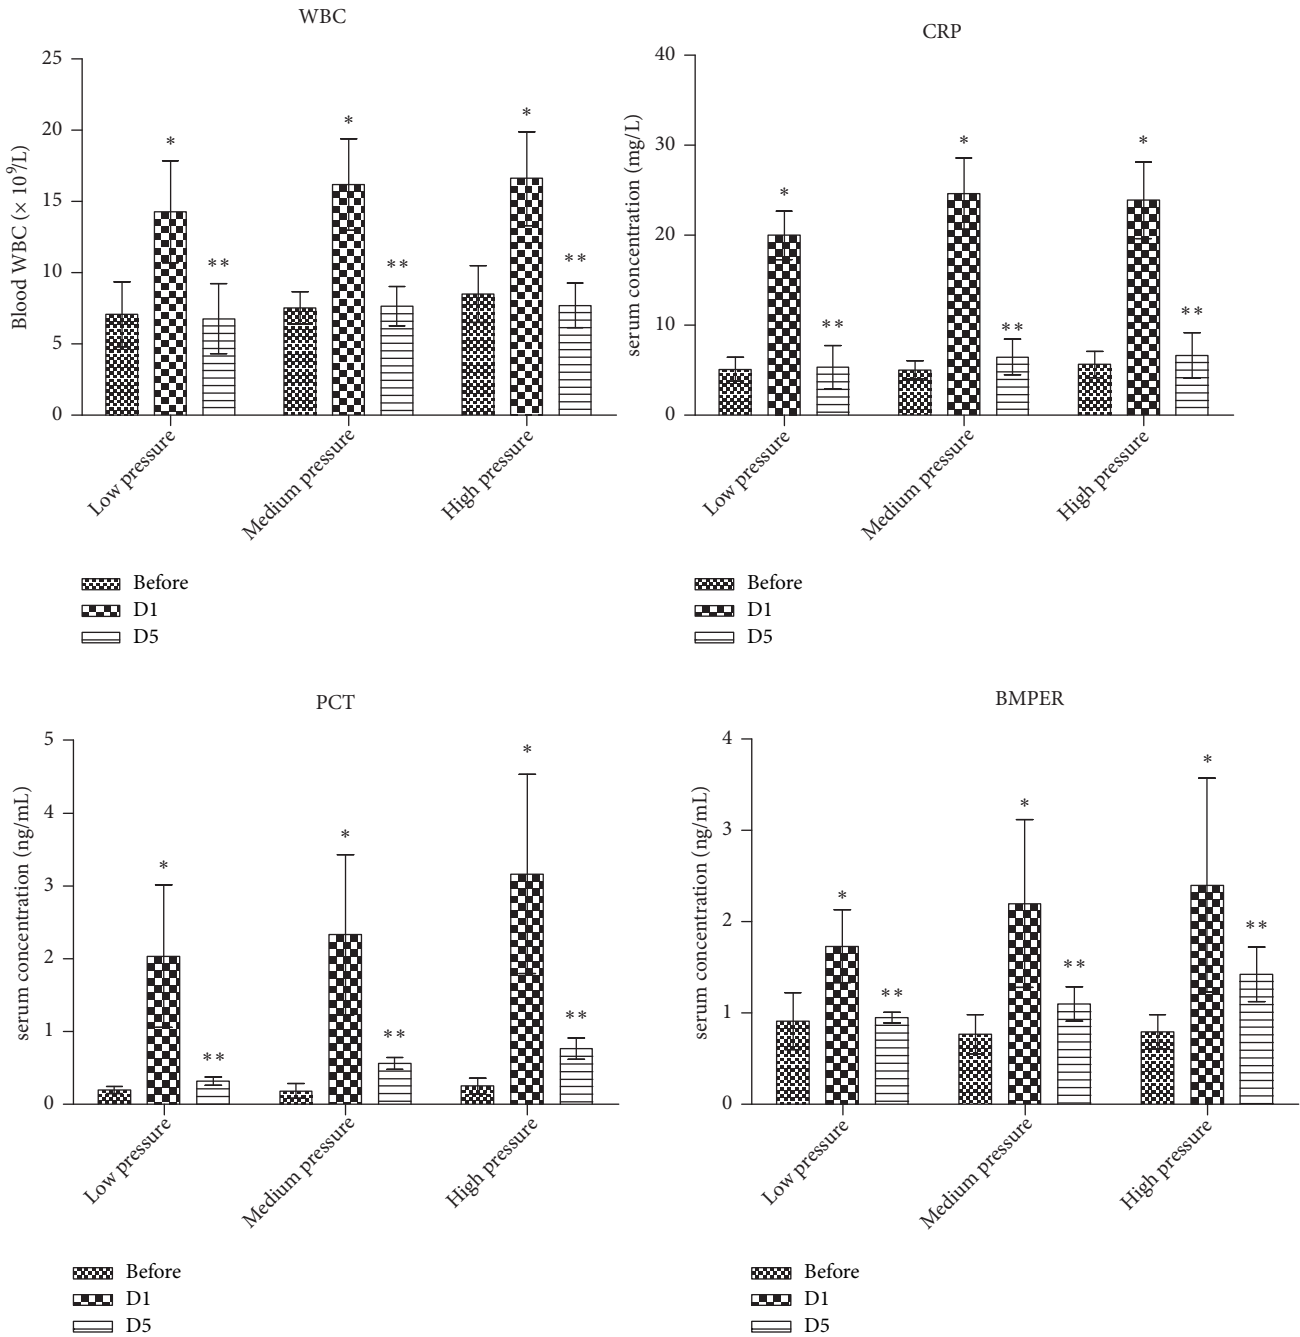 WBC
Blood WBC (× 10⁹/L)
25
20
15
10
5
0
*
*
*
**
**
**
Low pressure
Medium pressure
High pressure
Before
D1
D5
CRP
serum concentration (mg/L)
40
30
20
10
0
*
*
*
**
**
**
Low pressure
Medium pressure
High pressure
Before
D1
D5
PCT
serum concentration (ng/mL)
5
4
3
2
1
0
*
*
*
**
**
**
Low pressure
Medium pressure
High pressure
Before
D1
D5
BMPER
serum concentration (ng/mL)
4
3
2
1
0
*
*
*
**
**
**
Low pressure
Medium pressure
High pressure
Before
D1
D5